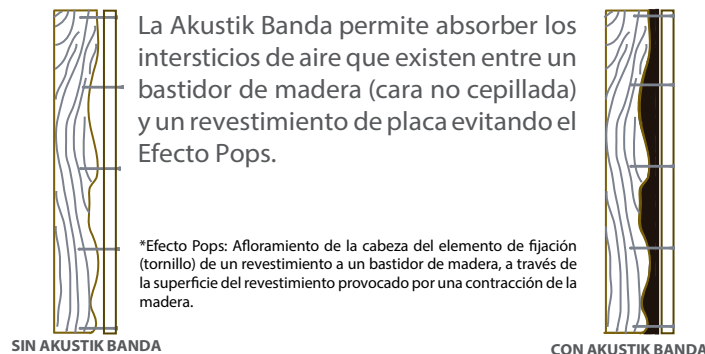 La Akustik Banda permite absorber los
intersticios de aire que existen entre un
bastidor de madera (cara no cepillada)
y un revestimiento de placa evitando el
Efecto Pops.
*Efecto Pops: Afloramiento de la cabeza del elemento de fijación
(tornillo) de un revestimiento a un bastidor de madera, a través de
la superficie del revestimiento provocado por una contracción de la
madera.
SIN AKUSTIK BANDA
CON AKUSTIK BANDA